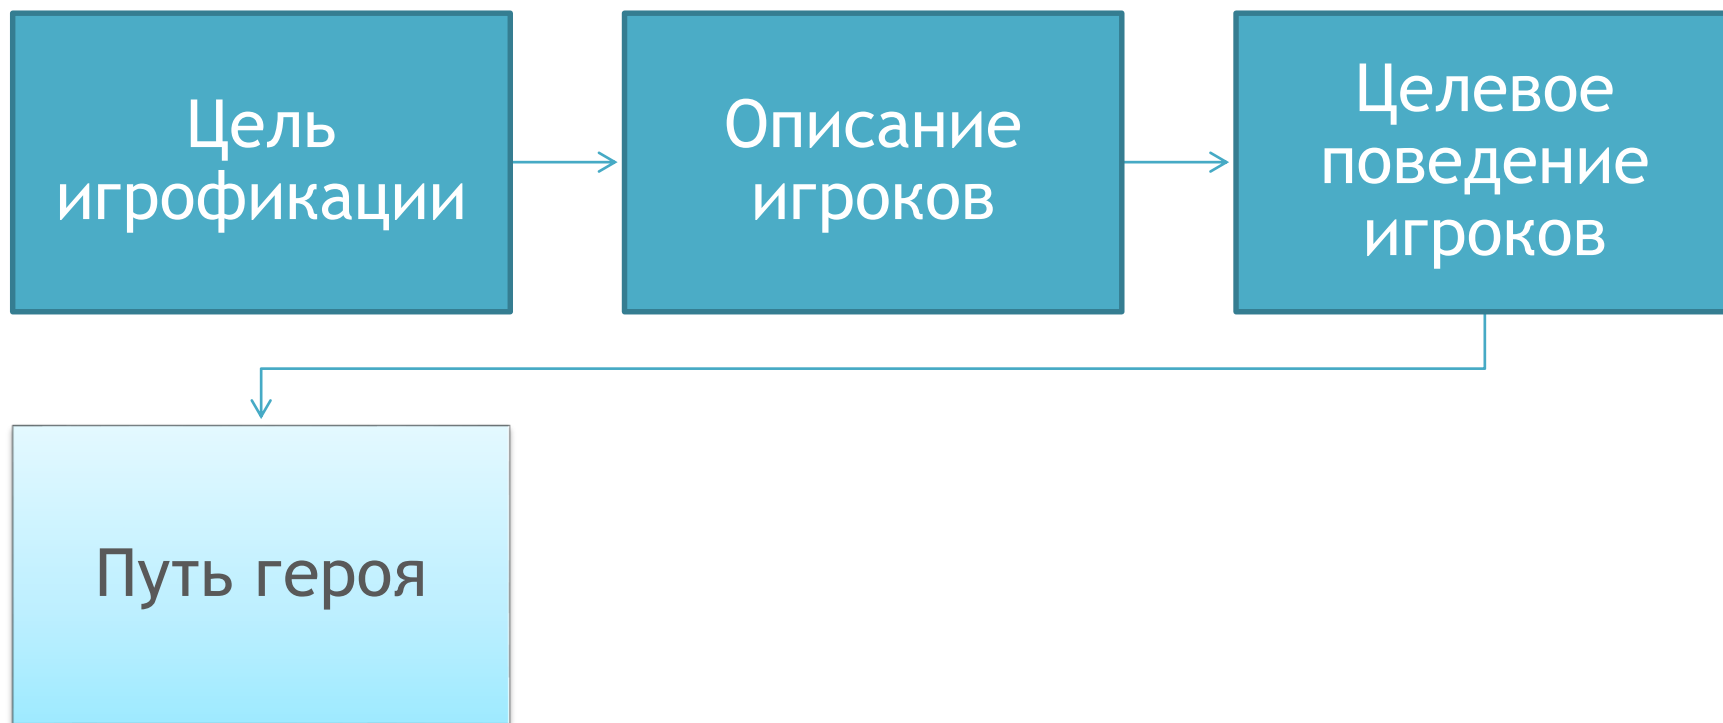 Цель
игрофикации
Описание
игроков
Целевое
поведение
игроков
Путь героя